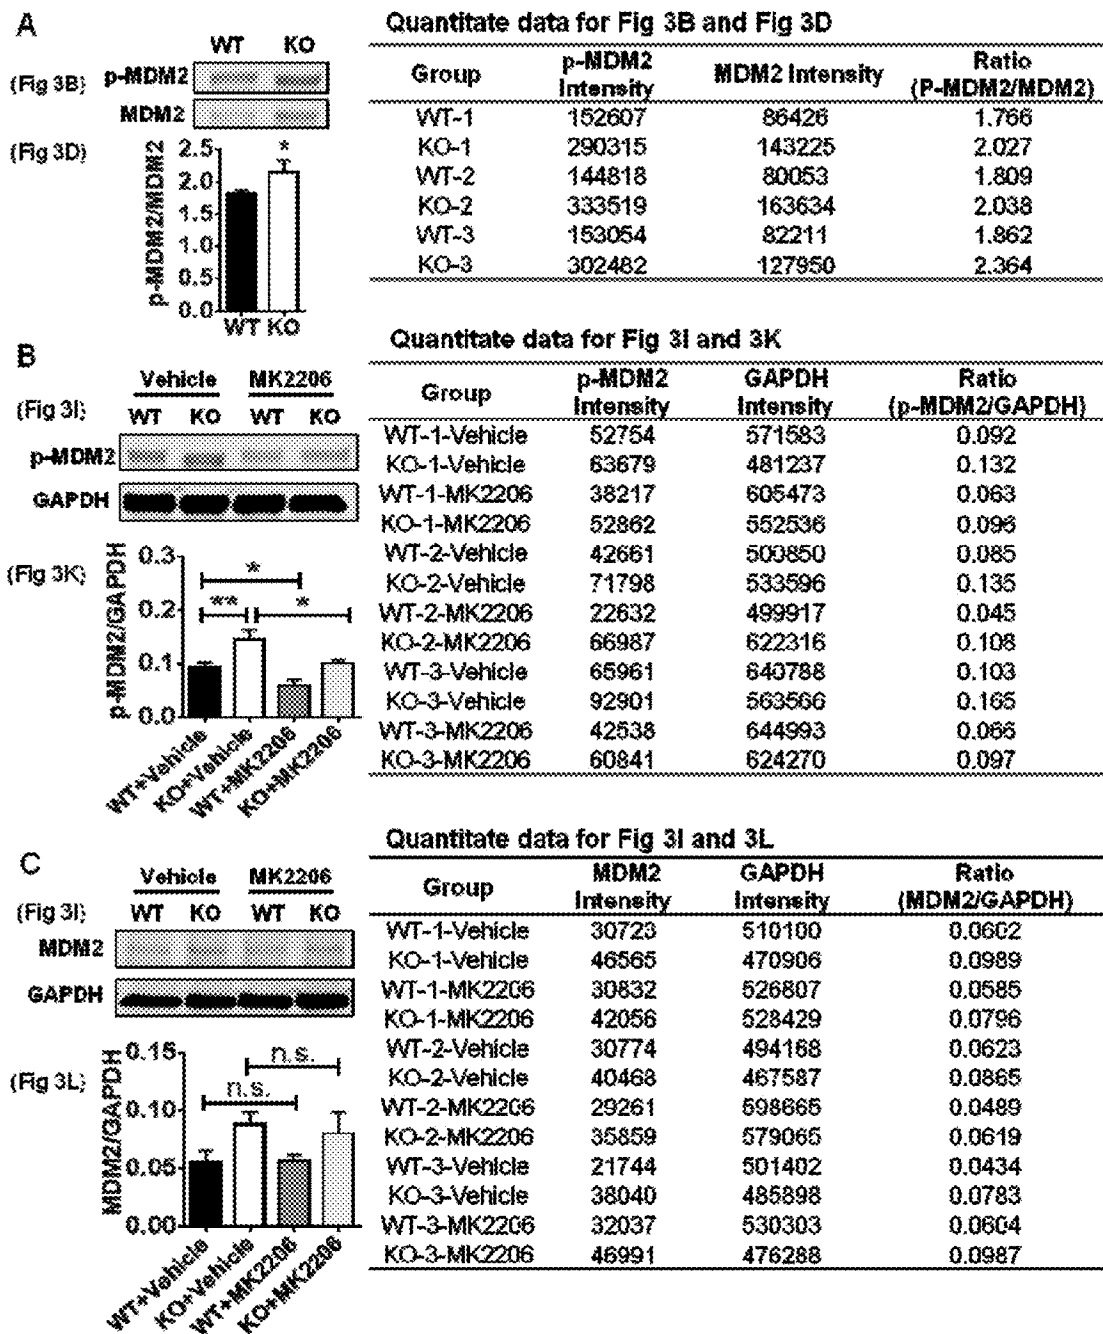 A
WT KO
(Fig 3B) p-MDM2
MDM2
(Fig 3D)
p-MDM2/MDM2
2.5
2.0
1.5
1.0
0.5
0.0
*
WT KO
Quantitate data for Fig 3B and Fig 3D
Group p-MDM2 Intensity MDM2 Intensity Ratio (P-MDM2/MDM2)
WT-1 152607 86426 1.766
KO-1 290315 143225 2.027
WT-2 144818 80053 1.809
KO-2 333519 163634 2.038
WT-3 153054 82211 1.862
KO-3 302482 127950 2.364
B
Vehicle MK2206
(Fig 3I) WT KO WT KO
p-MDM2
GAPDH
(Fig 3K)
p-MDM2/GAPDH
0.3
0.2
0.1
0.0
*
** *
WT+Vehicle
KO+Vehicle
WT+MK2206
KO+MK2206
Quantitate data for Fig 3I and 3K
Group p-MDM2 Intensity GAPDH Intensity Ratio (p-MDM2/GAPDH)
WT-1-Vehicle 52754 571583 0.092
KO-1-Vehicle 63679 481237 0.132
WT-1-MK2206 38217 605473 0.063
KO-1-MK2206 52862 552536 0.096
WT-2-Vehicle 42661 500850 0.085
KO-2-Vehicle 71798 533596 0.135
WT-2-MK2206 22632 499917 0.045
KO-2-MK2206 66987 622316 0.108
WT-3-Vehicle 65961 640788 0.103
KO-3-Vehicle 92901 563566 0.165
WT-3-MK2206 42538 644993 0.066
KO-3-MK2206 60841 624270 0.097
C
Vehicle MK2206
(Fig 3I) WT KO WT KO
MDM2
GAPDH
(Fig 3L)
MDM2/GAPDH
0.15
0.10
0.05
0.00
n.s.
n.s.
WT+Vehicle
KO+Vehicle
WT+MK2206
KO+MK2206
Quantitate data for Fig 3I and 3L
Group MDM2 Intensity GAPDH Intensity Ratio (MDM2/GAPDH)
WT-1-Vehicle 30723 510100 0.0602
KO-1-Vehicle 46565 470906 0.0989
WT-1-MK2206 30832 526807 0.0585
KO-1-MK2206 42056 528429 0.0796
WT-2-Vehicle 30774 494168 0.0623
KO-2-Vehicle 40468 467587 0.0865
WT-2-MK2206 29261 598665 0.0489
KO-2-MK2206 35859 579065 0.0619
WT-3-Vehicle 21744 501402 0.0434
KO-3-Vehicle 38040 485898 0.0783
WT-3-MK2206 32037 530303 0.0604
KO-3-MK2206 46991 476288 0.0987